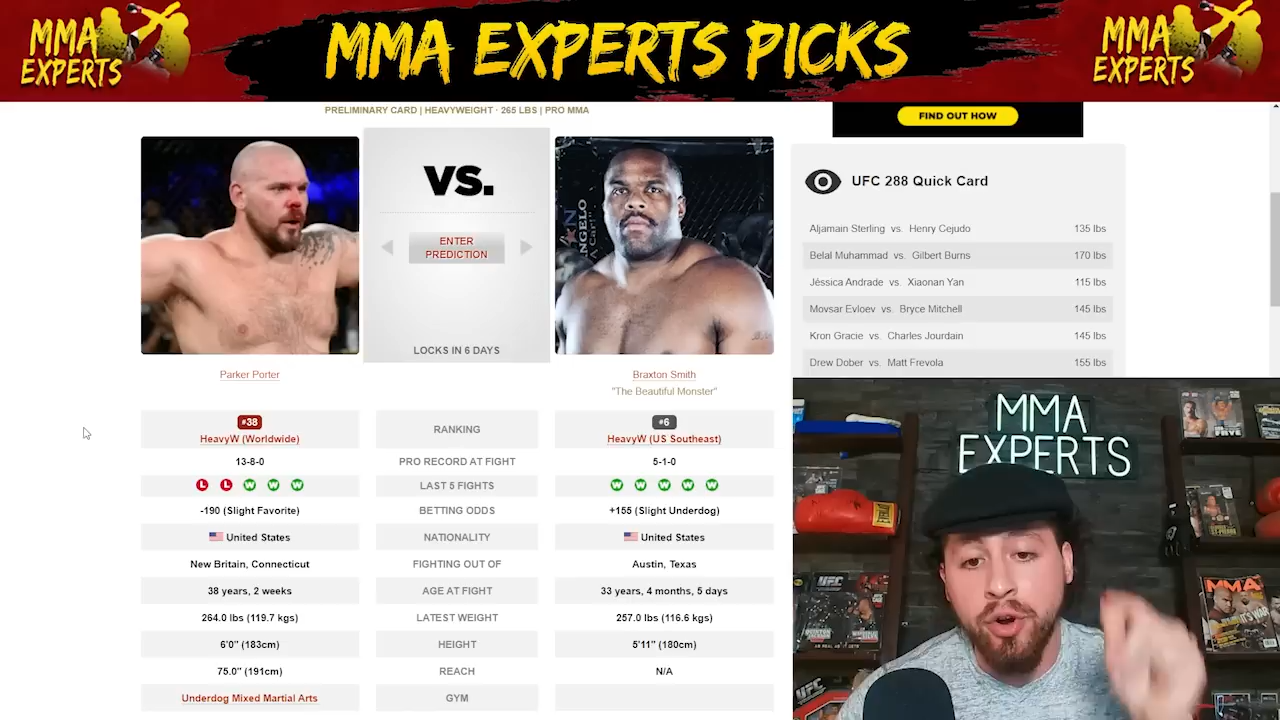 MMA
EXPERTS
MMA EXPERTS PICKS
MMA
EXPERTS
PRELIMINARY CARD | HEAVYWEIGHT · 265 LBS | PRO MMA
FIND OUT HOW
VS.
ENTER
PREDICTION
LOCKS IN 6 DAYS
ANGELO
a Car!"
Parker Porter
Braxton Smith
"The Beautiful Monster"
#38
HeavyW (Worldwide)
RANKING
#6
HeavyW (US Southeast)
13-8-0
PRO RECORD AT FIGHT
5-1-0
L L W W W
LAST 5 FIGHTS
W W W W W
-190 (Slight Favorite)
BETTING ODDS
+155 (Slight Underdog)
United States
NATIONALITY
United States
New Britain, Connecticut
FIGHTING OUT OF
Austin, Texas
38 years, 2 weeks
AGE AT FIGHT
33 years, 4 months, 5 days
264.0 lbs (119.7 kgs)
LATEST WEIGHT
257.0 lbs (116.6 kgs)
6'0" (183cm)
HEIGHT
5'11" (180cm)
75.0" (191cm)
REACH
N/A
Underdog Mixed Martial Arts
GYM
UFC 288 Quick Card
Aljamain Sterling vs. Henry Cejudo 135 lbs
Belal Muhammad vs. Gilbert Burns 170 lbs
Jéssica Andrade vs. Xiaonan Yan 115 lbs
Movsar Evloev vs. Bryce Mitchell 145 lbs
Kron Gracie vs. Charles Jourdain 145 lbs
Drew Dober vs. Matt Frevola 155 lbs
MMA
EXPERTS
FRYE
UFC
MMA
IT'S WAR
UFC